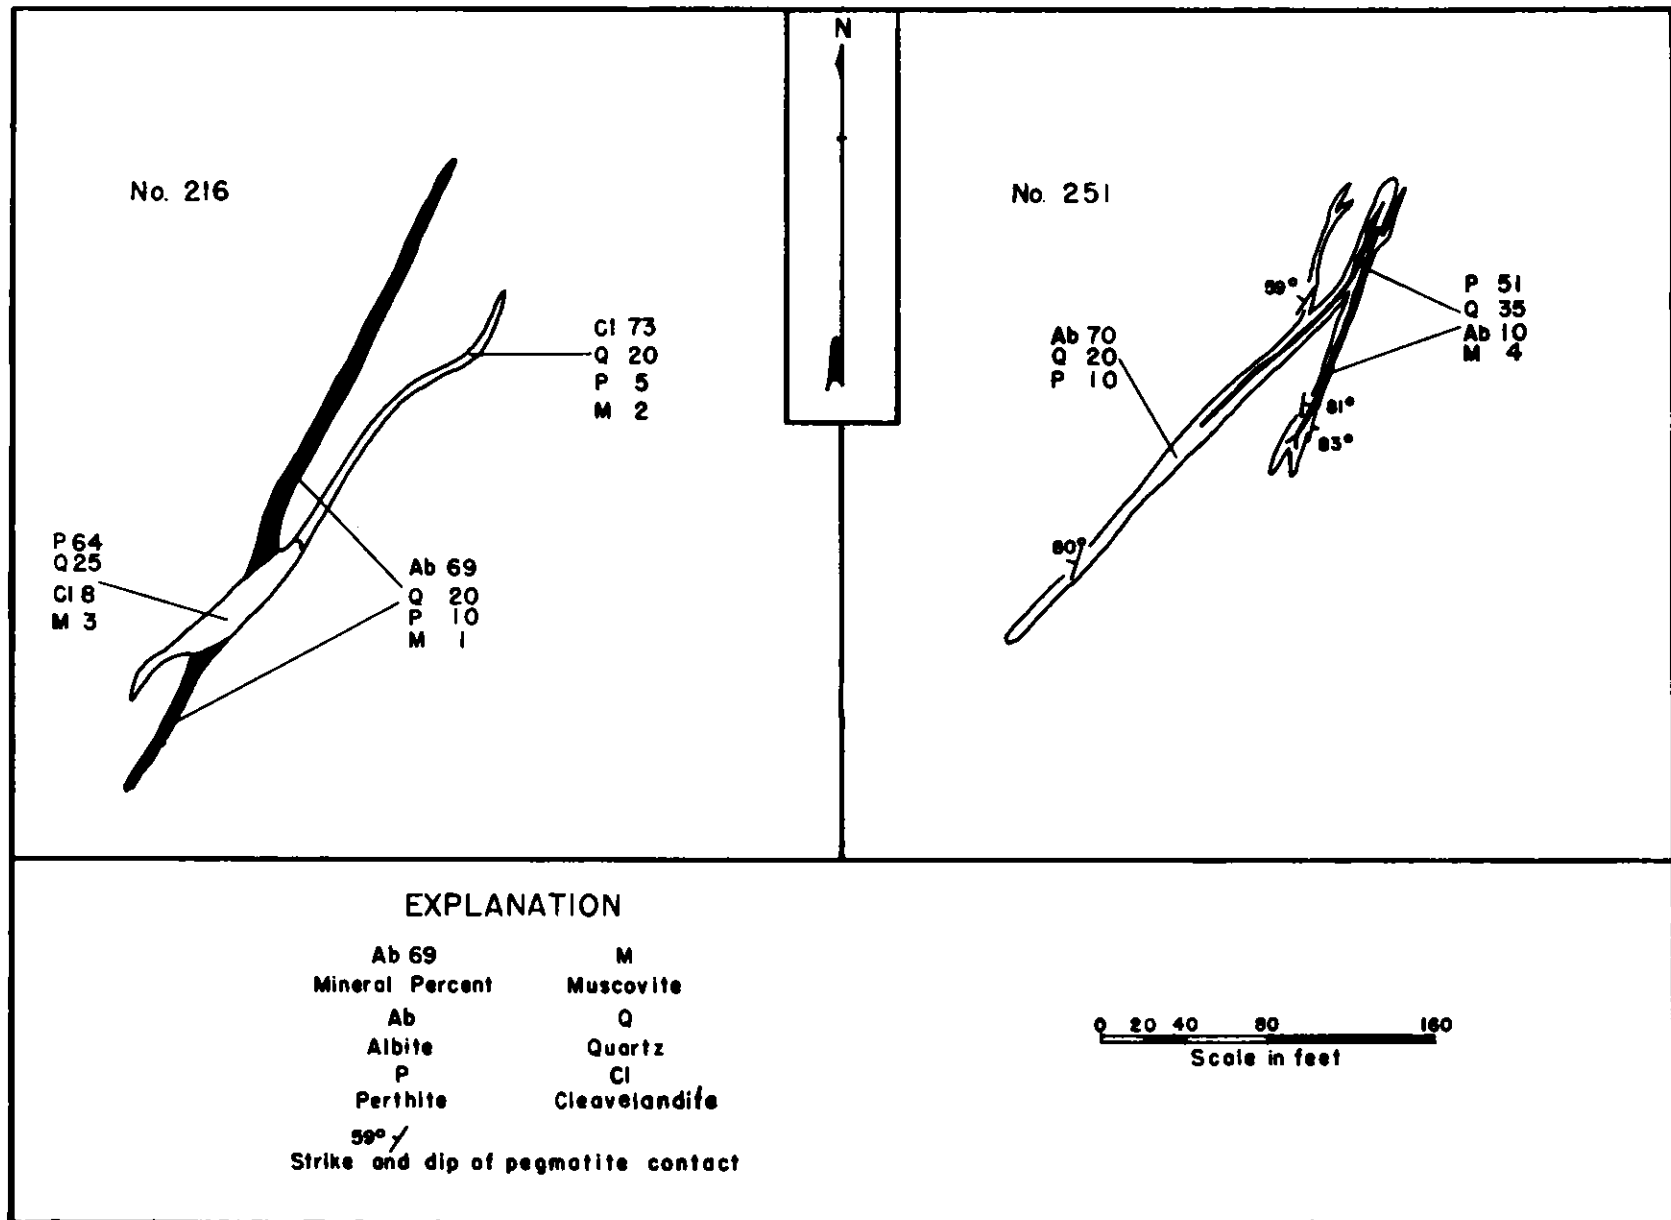 N
No. 216
No. 251
Cl 73
Q 20
P 5
M 2
P 64
Q 25
Cl 8
M 3
Ab 69
Q 20
P 10
M 1
59°
P 51
Q 35
Ab 10
M 4
Ab 70
Q 20
P 10
81°
83°
80°
EXPLANATION
Ab 69
Mineral Percent
Ab
Albite
P
Perthite
M
Muscovite
Q
Quartz
Cl
Cleavelandite
59°
Strike and dip of pegmatite contact
0 20 40 80 160
Scale in feet